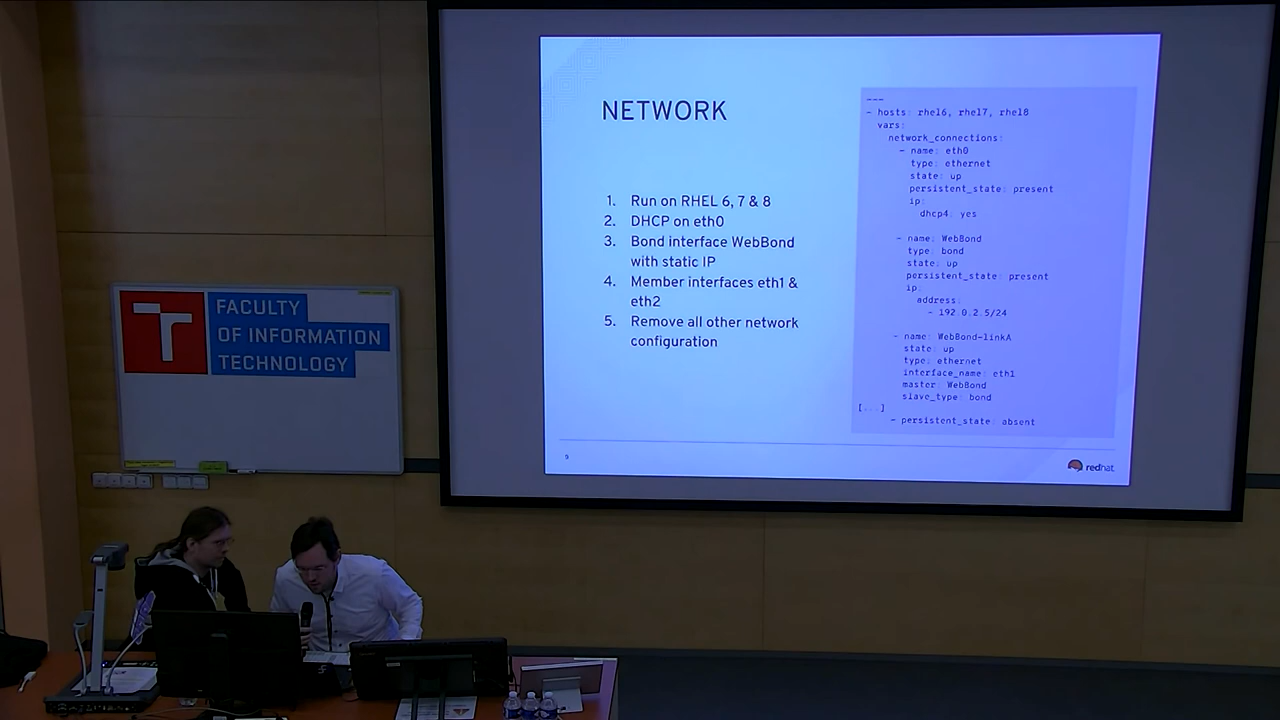 NETWORK
1. Run on RHEL 6, 7 & 8
2. DHCP on eth0
3. Bond interface WebBond
with static IP
4. Member interfaces eth1 &
eth2
5. Remove all other network
configuration
---
- hosts: rhel6, rhel7, rhel8
vars:
network_connections:
- name: eth0
type: ethernet
state: up
persistent_state: present
ip:
dhcp4: yes
- name: WebBond
type: bond
state: up
persistent_state: present
ip:
address:
- 192.0.2.5/24
- name: WebBond-linkA
state: up
type: ethernet
interface_name: eth1
master: WebBond
slave_type: bond
[...]
- persistent_state: absent
9
redhat.
FACULTY
OF INFORMATION
TECHNOLOGY